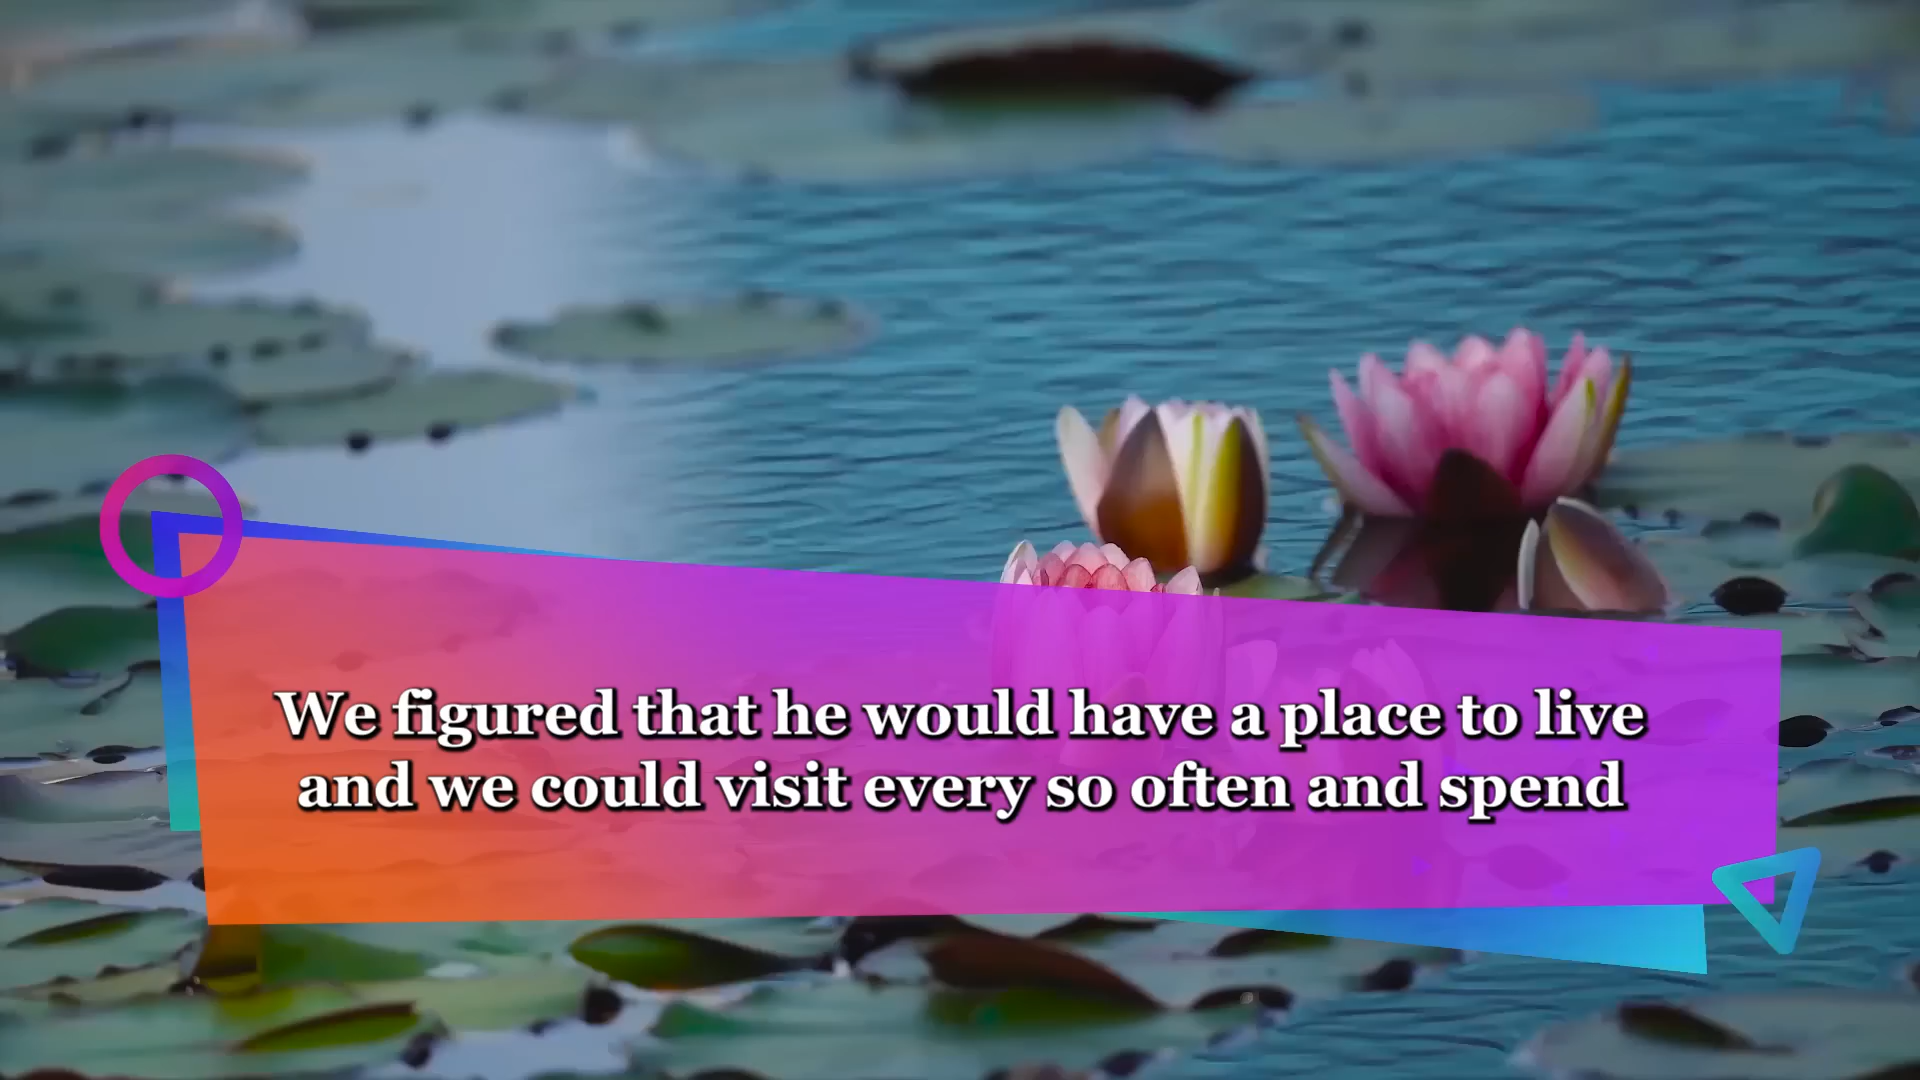 We figured that he would have a place to live
and we could visit every so often and spend